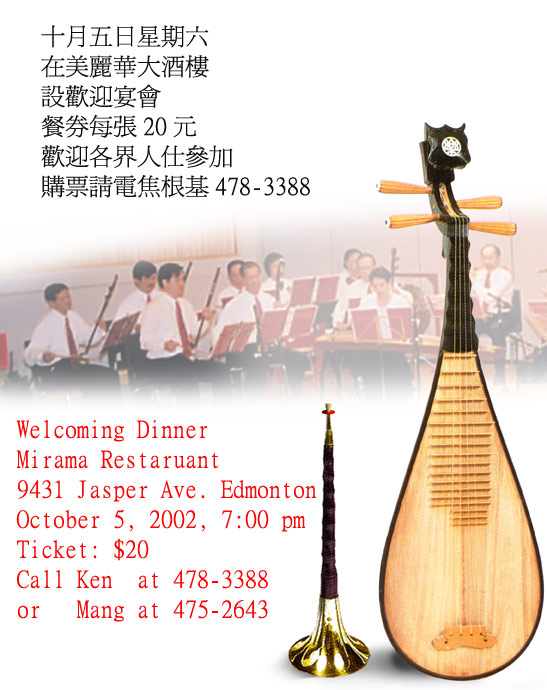 十月五日星期六
在美麗華大酒樓
設歡迎宴會
餐券每張 20 元
歡迎各界人仕參加
購票請電焦根基 478-3388
Welcoming Dinner
Mirama Restaruant
9431 Jasper Ave. Edmonton
October 5, 2002, 7:00 pm
Ticket: $20
Call Ken at 478-3388
or Mang at 475-2643